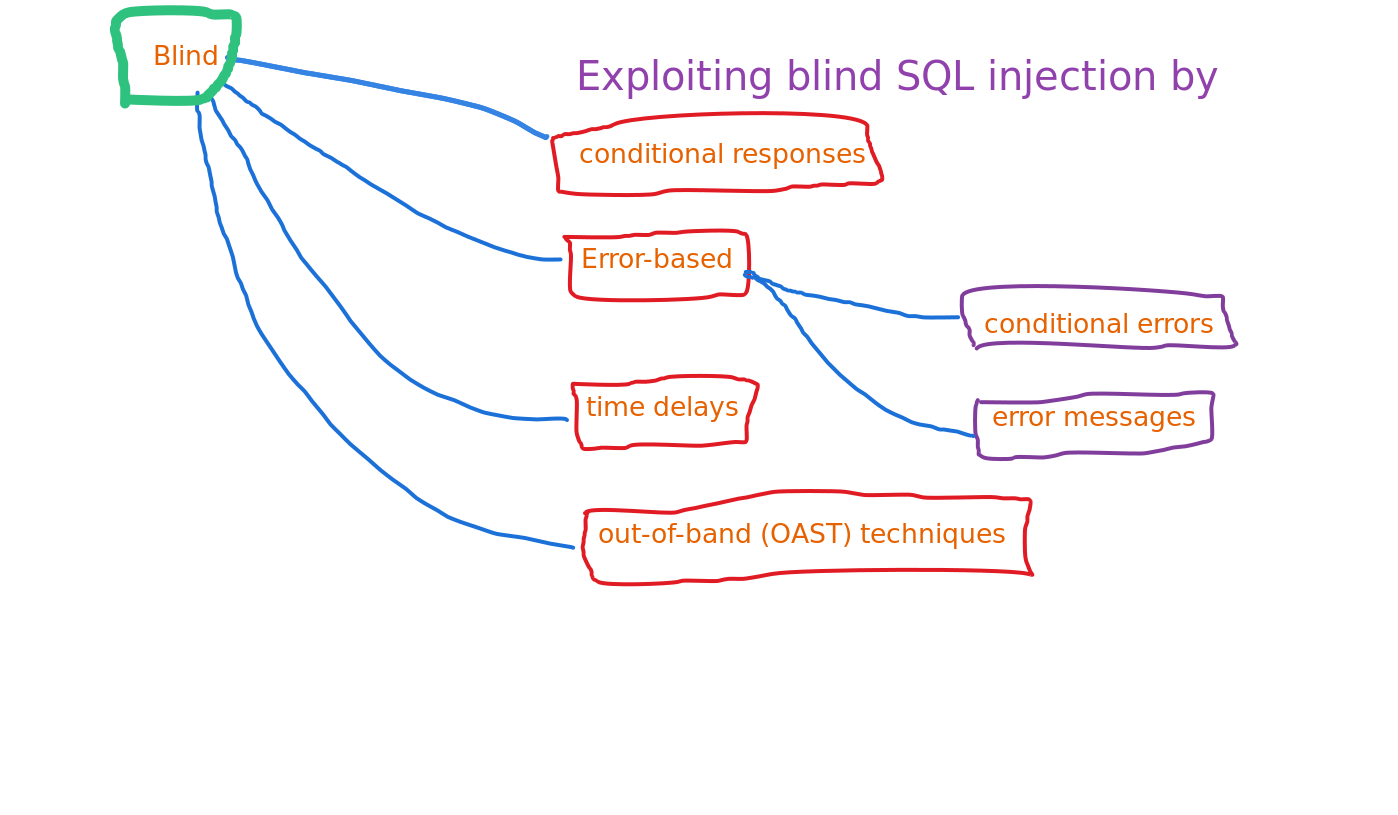 Blind
Exploiting blind SQL injection by
conditional responses
Error-based
conditional errors
time delays
error messages
out-of-band (OAST) techniques